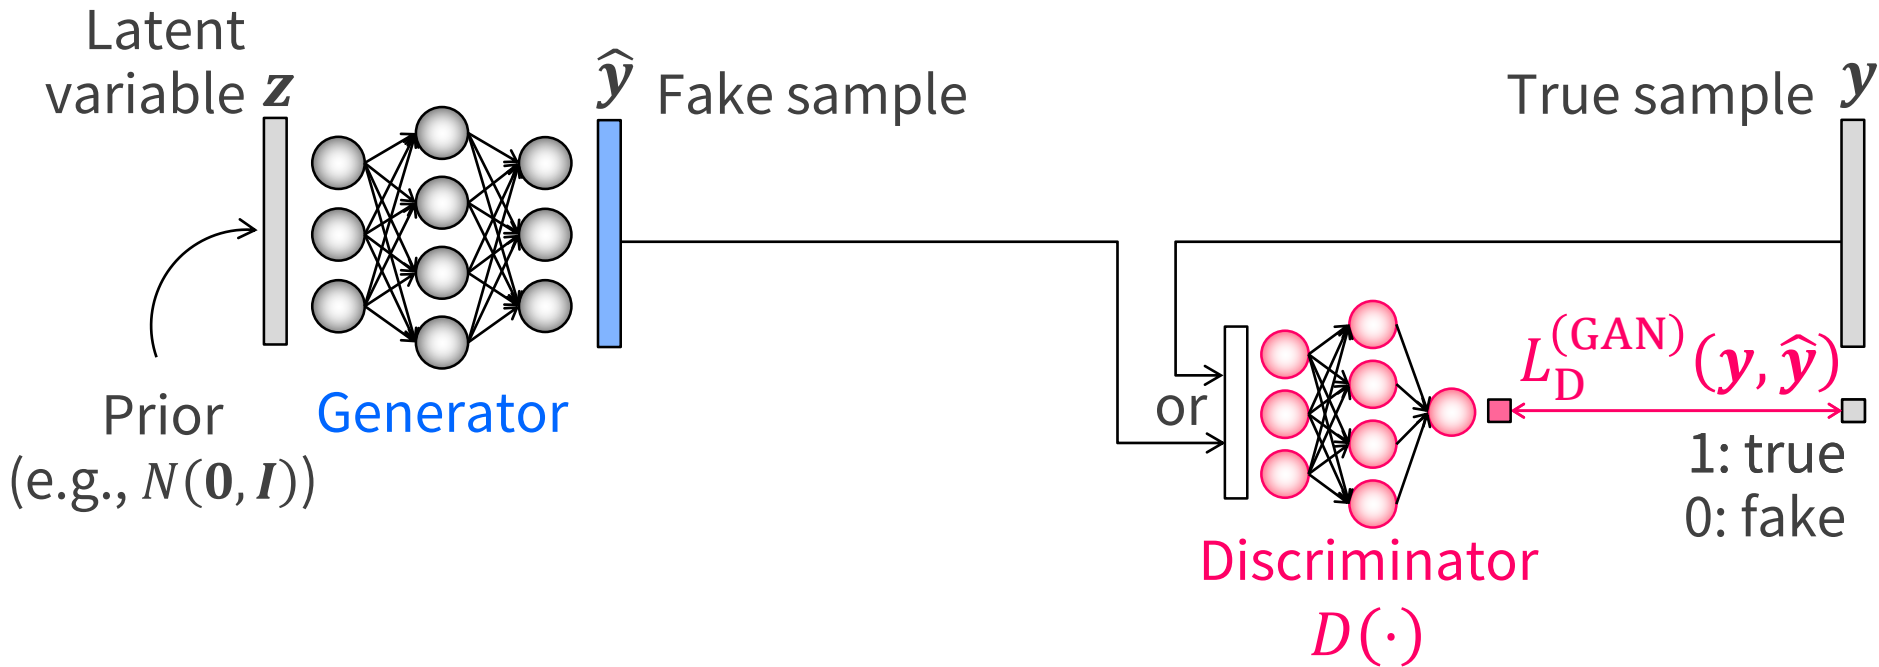 Latent
variable z
ŷ Fake sample
True sample y
Prior
(e.g., N(0, I))
Generator
or
L_D^(GAN)(y, ŷ)
1: true
0: fake
Discriminator
D(·)